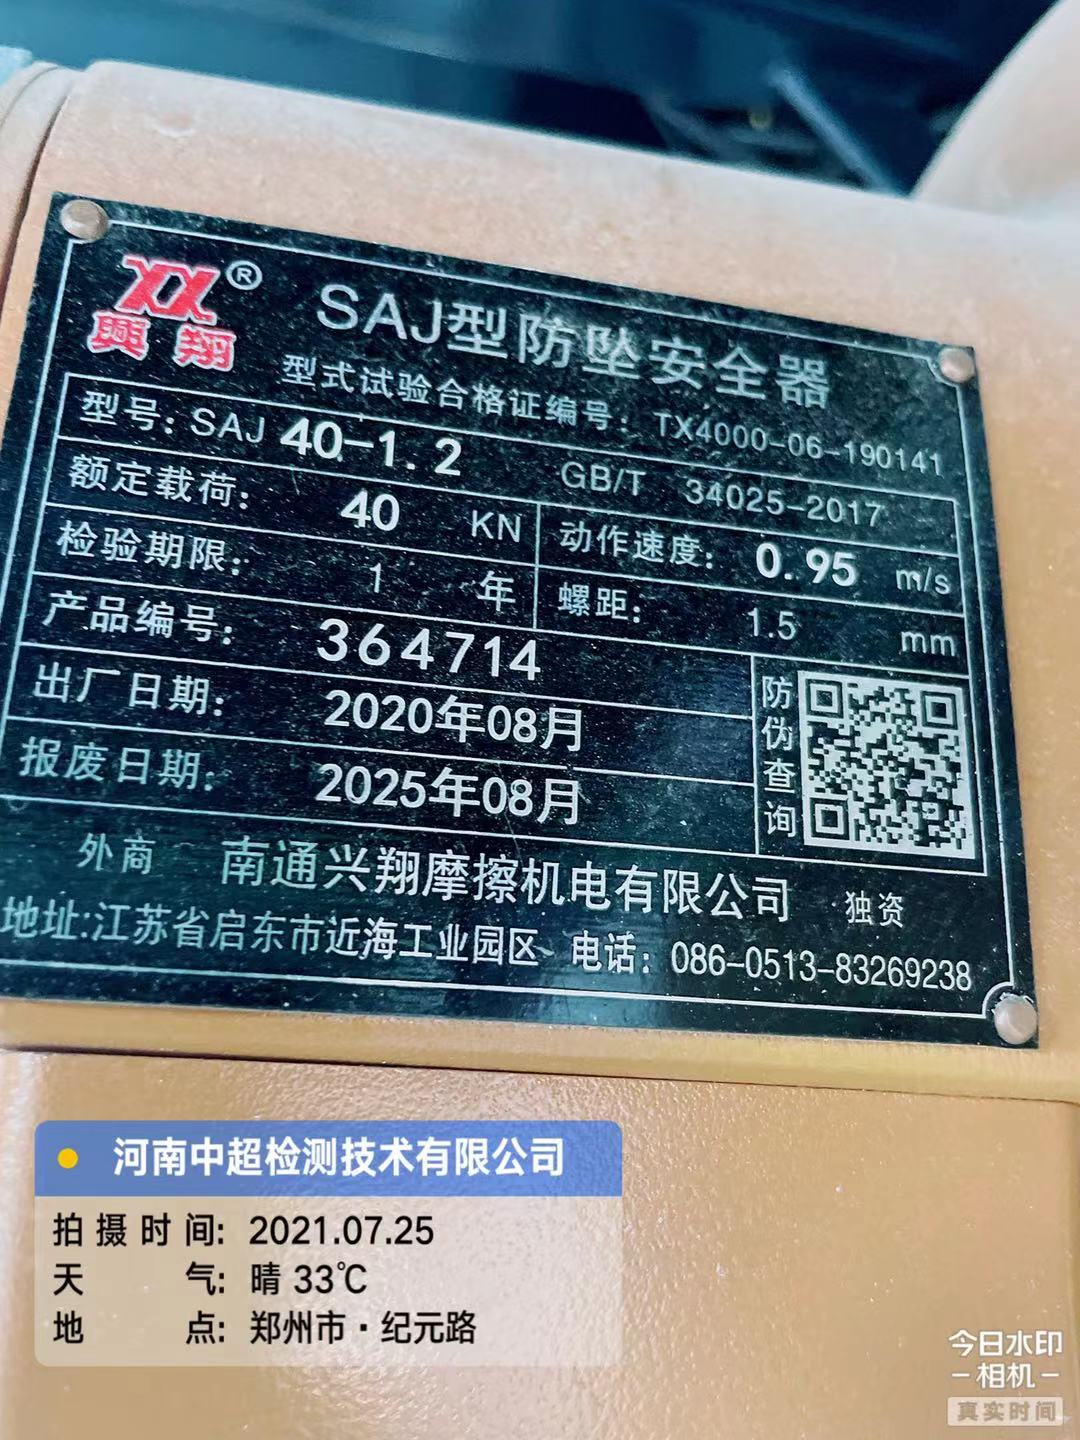 XX®
興翔
SAJ型防坠安全器
型式试验合格证编号：TX4000-06-190141
型号：SAJ 40-1.2 GB/T 34025-2017
额定载荷：40 KN 动作速度：0.95 m/s
检验期限：1 年 螺距：1.5 mm
产品编号：364714
出厂日期：2020年08月
报废日期：2025年08月
防伪查询
外商 南通兴翔摩擦机电有限公司 独资
地址:江苏省启东市近海工业园区 电话：086-0513-83269238
河南中超检测技术有限公司
拍摄时间：2021.07.25
天气：晴 33℃
地点：郑州市·纪元路
今日水印
-相机-
真实时间